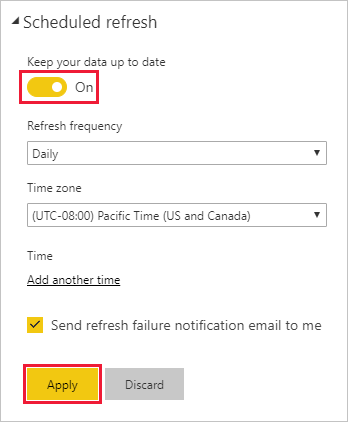 Scheduled refresh
Keep your data up to date
On
Refresh frequency
Daily
Time zone
(UTC-08:00) Pacific Time (US and Canada)
Time
Add another time
Send refresh failure notification email to me
Apply Discard